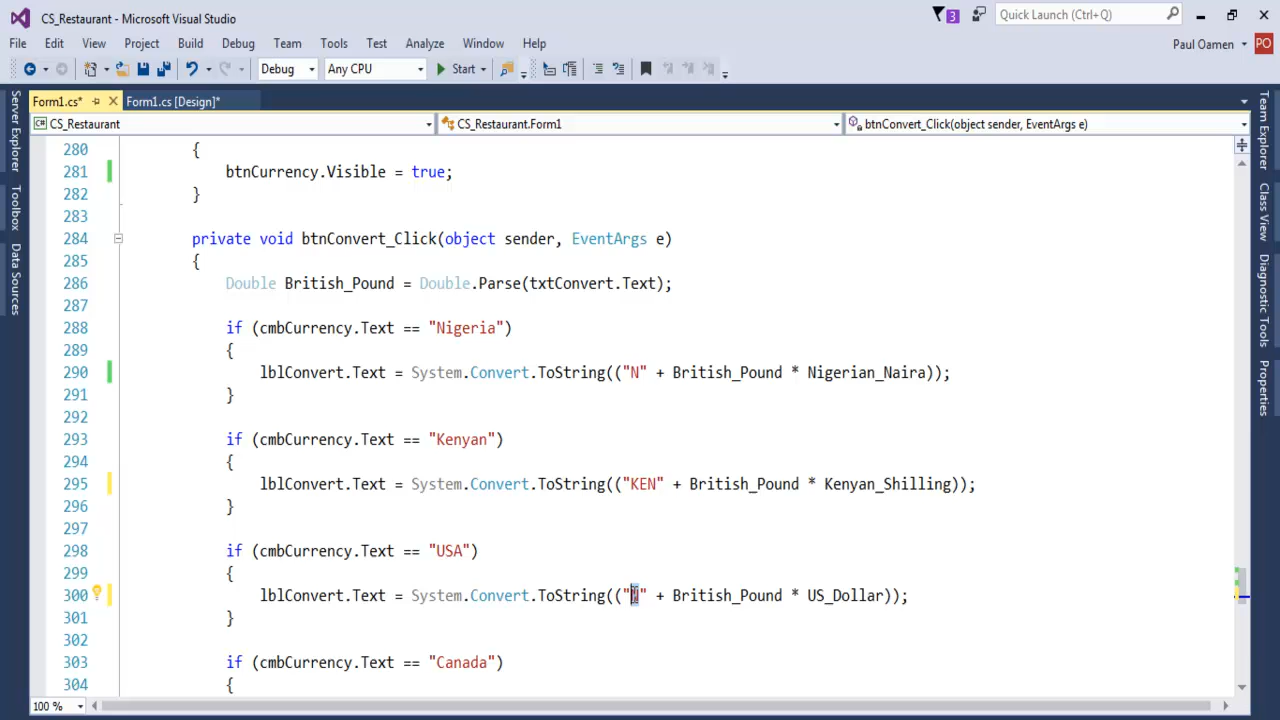 CS_Restaurant - Microsoft Visual Studio
3
Quick Launch (Ctrl+Q)
File Edit View Project Build Debug Team Tools Test Analyze Window Help
Paul Oamen PO
Debug Any CPU Start
Form1.cs* Form1.cs [Design]*
CS_Restaurant CS_Restaurant.Form1 btnConvert_Click(object sender, EventArgs e)
Server Explorer
Toolbox
Data Sources
Team Explorer
Class View
Diagnostic Tools
Properties
280 {
281 btnCurrency.Visible = true;
282 }
283
284 private void btnConvert_Click(object sender, EventArgs e)
285 {
286 Double British_Pound = Double.Parse(txtConvert.Text);
287
288 if (cmbCurrency.Text == "Nigeria")
289 {
290 lblConvert.Text = System.Convert.ToString(("N" + British_Pound * Nigerian_Naira));
291 }
292
293 if (cmbCurrency.Text == "Kenyan")
294 {
295 lblConvert.Text = System.Convert.ToString(("KEN" + British_Pound * Kenyan_Shilling));
296 }
297
298 if (cmbCurrency.Text == "USA")
299 {
300 lblConvert.Text = System.Convert.ToString((" " + British_Pound * US_Dollar));
301 }
302
303 if (cmbCurrency.Text == "Canada")
304 {
100 %